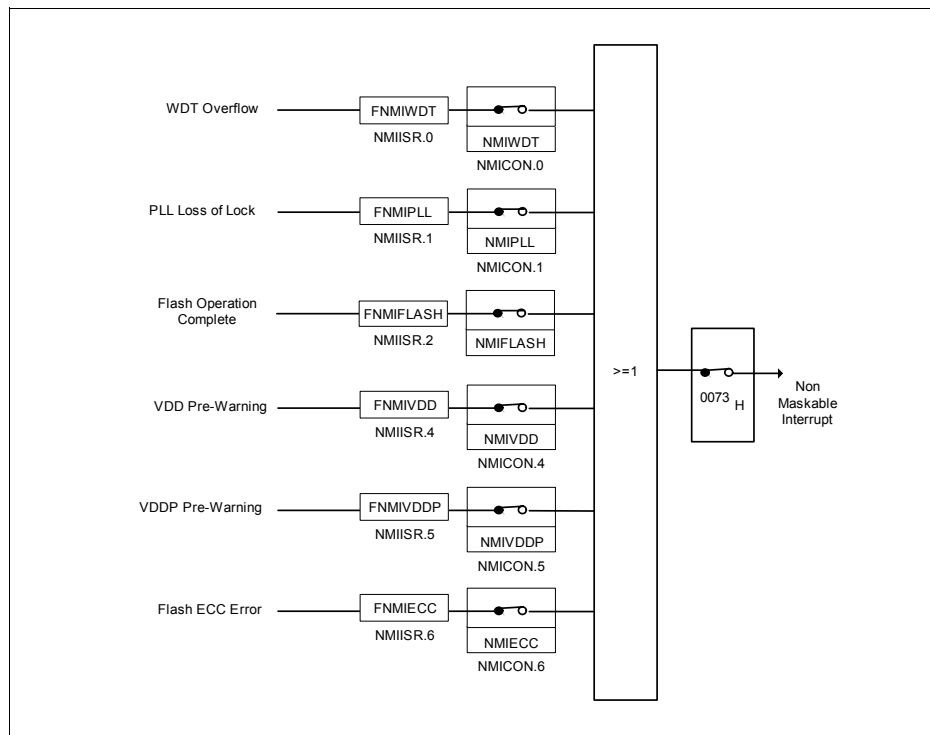 WDT Overflow
FNMIWDT
NMIISR.0
NMIWDT
NMICON.0
PLL Loss of Lock
FNMIPLL
NMIISR.1
NMIPLL
NMICON.1
Flash Operation
Complete
FNMIFLASH
NMIISR.2
NMIFLASH
VDD Pre-Warning
FNMIVDD
NMIISR.4
NMIVDD
NMICON.4
VDDP Pre-Warning
FNMIVDDP
NMIISR.5
NMIVDDP
NMICON.5
Flash ECC Error
FNMIECC
NMIISR.6
NMIECC
NMICON.6
>=1
0073 H
Non
Maskable
Interrupt